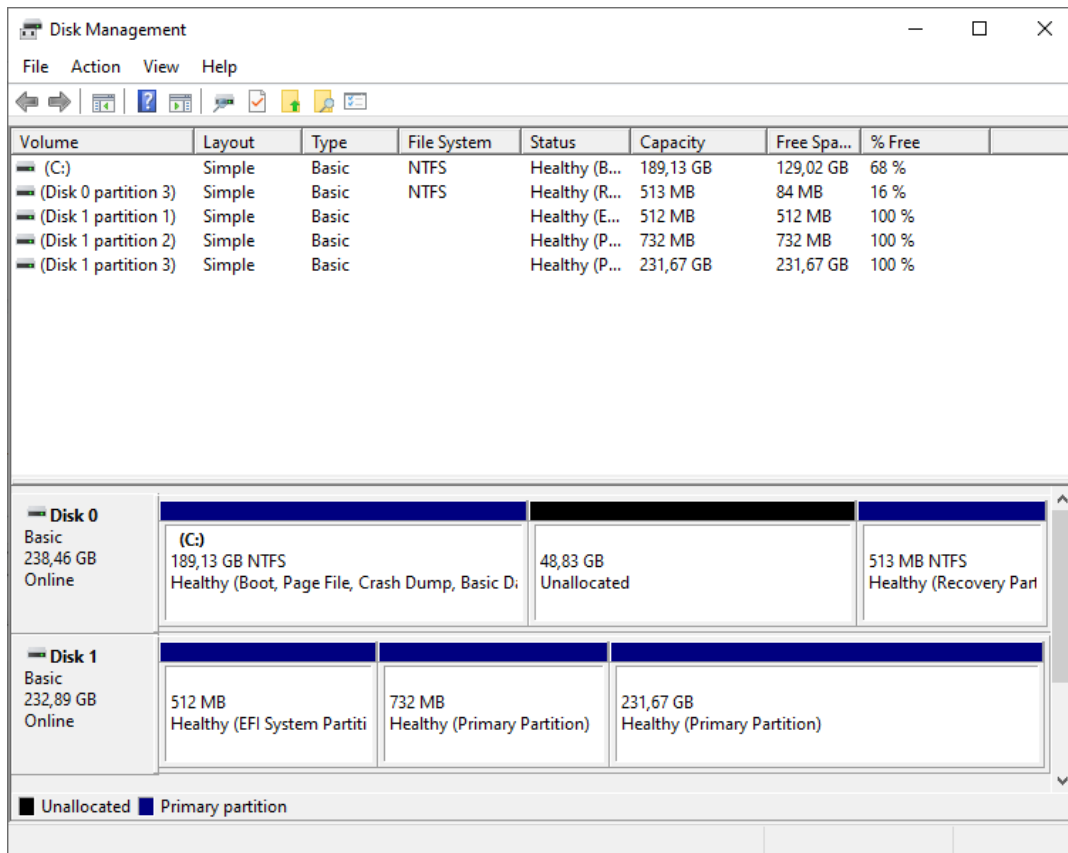 Disk Management
File Action View Help
Volume Layout Type File System Status Capacity Free Spa... % Free
(C:) Simple Basic NTFS Healthy (B... 189,13 GB 129,02 GB 68 %
(Disk 0 partition 3) Simple Basic NTFS Healthy (R... 513 MB 84 MB 16 %
(Disk 1 partition 1) Simple Basic Healthy (E... 512 MB 512 MB 100 %
(Disk 1 partition 2) Simple Basic Healthy (P... 732 MB 732 MB 100 %
(Disk 1 partition 3) Simple Basic Healthy (P... 231,67 GB 231,67 GB 100 %
Disk 0
Basic
238,46 GB
Online
(C:)
189,13 GB NTFS
Healthy (Boot, Page File, Crash Dump, Basic Da
48,83 GB
Unallocated
513 MB NTFS
Healthy (Recovery Part
Disk 1
Basic
232,89 GB
Online
512 MB
Healthy (EFI System Partiti
732 MB
Healthy (Primary Partition)
231,67 GB
Healthy (Primary Partition)
Unallocated Primary partition